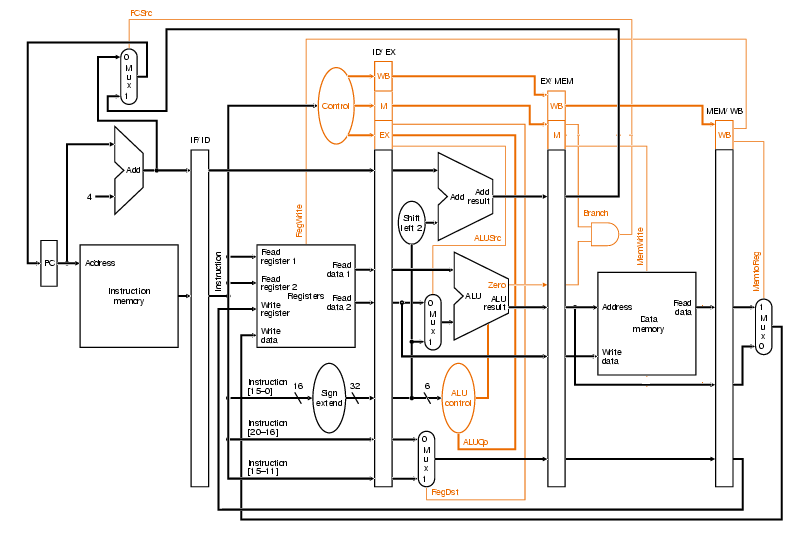 PCSrc
ID/EX
0
M
u
x
1
Control
WB
M
EX
EX/MEM
WB
M
MEM/WB
WB
IF/ID
Add
4
RegWrite
Shift
left 2
Add
Add
result
ALUSrc
Branch
MemWrite
MemtoReg
PC
Address
Instruction
memory
Instruction
Read
register 1
Read
register 2
Registers
Write
register
Write
data
Read
data 1
Read
data 2
0
M
u
x
1
Zero
ALU
ALU
result
Address
Read
data
Data
memory
Write
data
1
M
u
x
0
Instruction
[15–0]
16
Sign
extend
32
6
ALU
control
Instruction
[20–16]
Instruction
[15–11]
0
M
u
x
1
ALUOp
RegDst